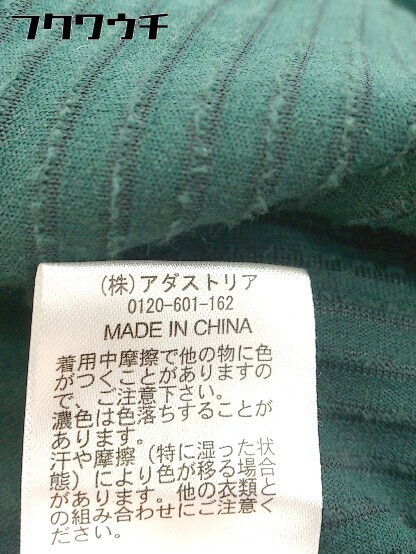 フクワウチ
(株)アダストリア
0120-601-162
MADE IN CHINA
着用中摩擦で他の物に色
がつくことがありますの
で、ご注意下さい。
濃色は色落ちすることが
あります。
汗や摩擦(特に湿った状
態)により色が移る場合
があります。他の衣類と
の組み合わせにご注意く
ださい。